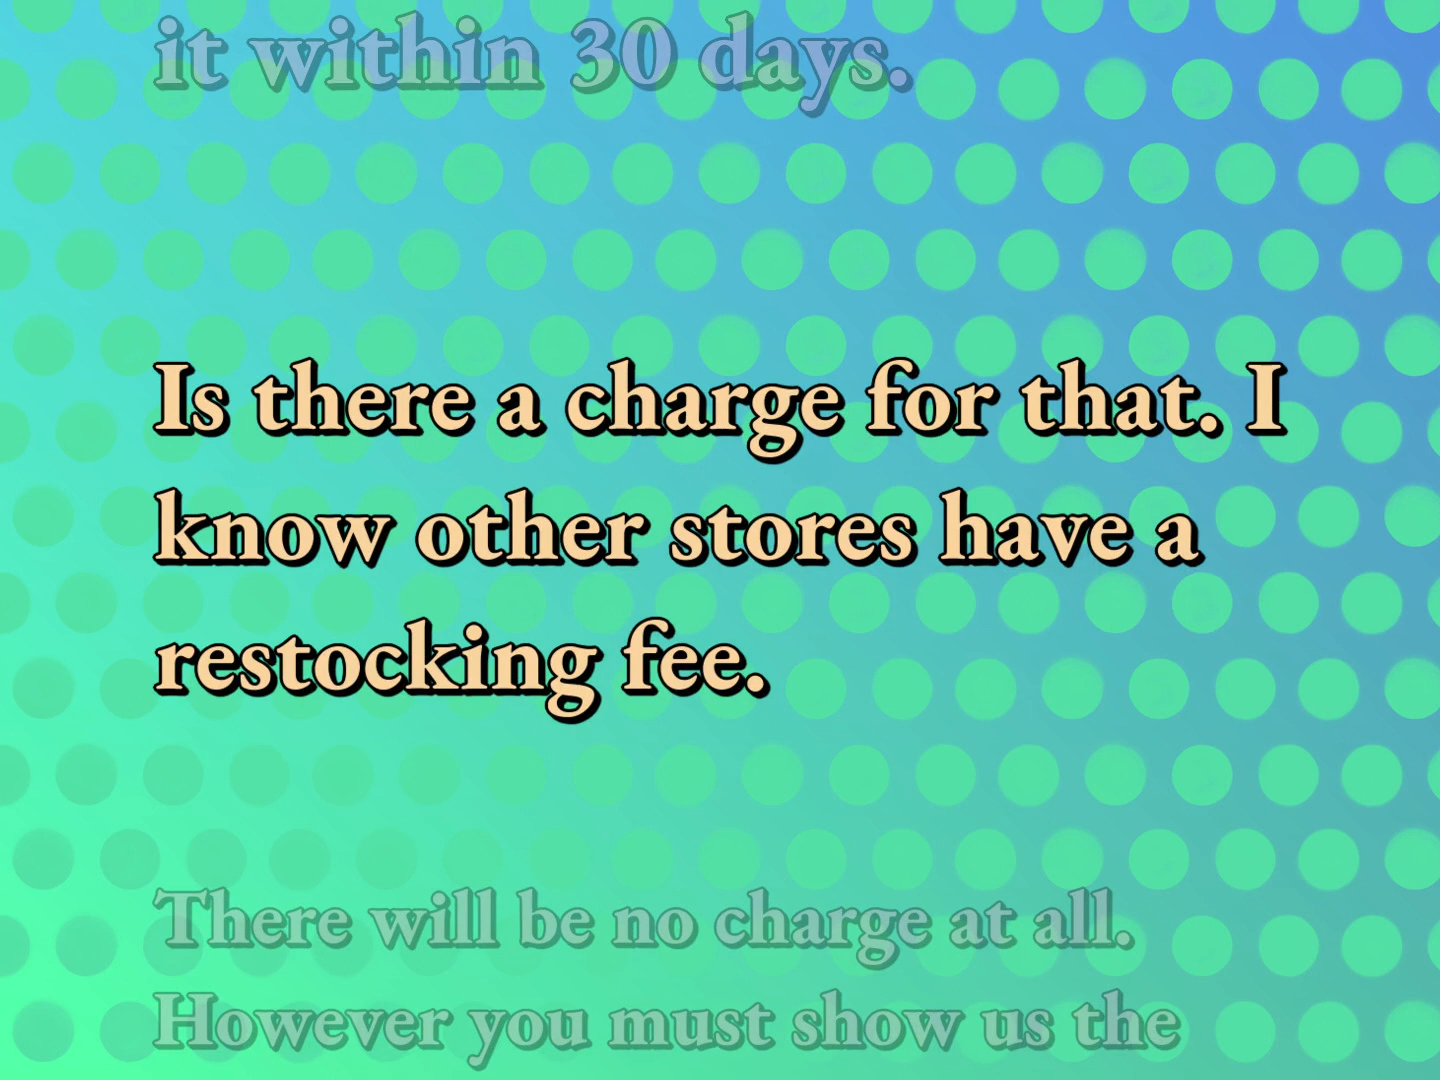 it within 30 days.
Is there a charge for that. I
know other stores have a
restocking fee.
There will be no charge at all.
However you must show us the